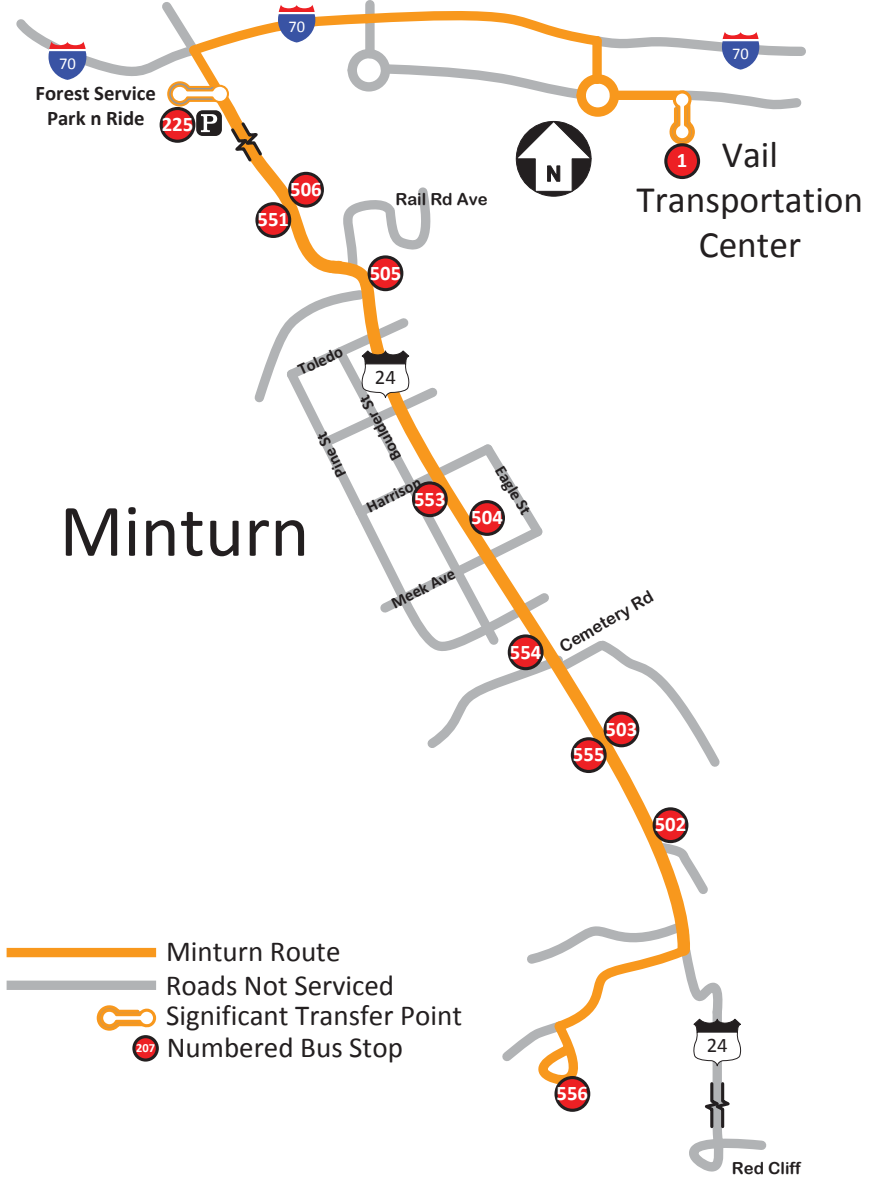 70
70
70
Forest Service
Park n Ride
225
P
1
Vail
Transportation
Center
N
506
551
Rail Rd Ave
505
Toledo
24
Boulder St
Pine St
Harrison
553
Eagle St
504
Minturn
Meek Ave
554
Cemetery Rd
503
555
502
Minturn Route
Roads Not Serviced
Significant Transfer Point
207
Numbered Bus Stop
24
556
Red Cliff